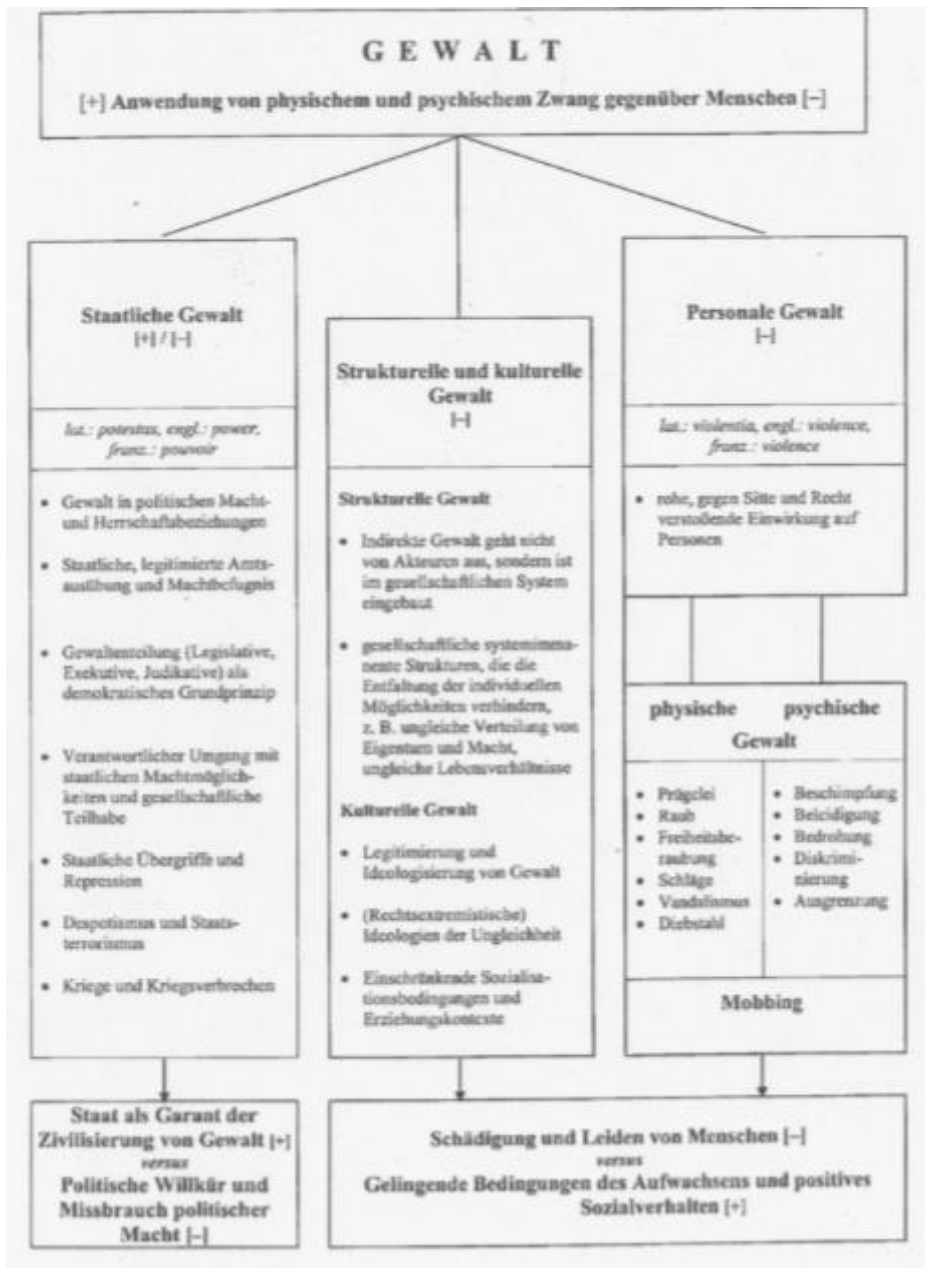 GEWALT
[+] Anwendung von physischem und psychischem Zwang gegenüber Menschen [–]
Staatliche Gewalt
[+] / [–]
lat.: potestas, engl.: power,
franz.: pouvoir
• Gewalt in politischen Macht-
und Herrschaftsbeziehungen
• Staatliche, legitimierte Amts-
ausübung und Machtbefugnis
• Gewaltenteilung (Legislative,
Exekutive, Judikative) als
demokratisches Grundprinzip
• Verantwortlicher Umgang mit
staatlichen Machtmöglich-
keiten und gesellschaftliche
Teilhabe
• Staatliche Übergriffe und
Repression
• Despotismus und Staats-
terrorismus
• Kriege und Kriegsverbrechen
Staat als Garant der
Zivilisierung von Gewalt [+]
versus
Politische Willkür und
Missbrauch politischer
Macht [–]
Strukturelle und kulturelle
Gewalt
[–]
Strukturelle Gewalt
• Indirekte Gewalt geht nicht
von Akteuren aus, sondern ist
im gesellschaftlichen System
eingebaut
• gesellschaftliche systemimma-
nente Strukturen, die die
Entfaltung der individuellen
Möglichkeiten verhindern,
z. B. ungleiche Verteilung von
Eigentum und Macht,
ungleiche Lebensverhältnisse
Kulturelle Gewalt
• Legitimierung und
Ideologisierung von Gewalt
• (Rechtsextremistische)
Ideologien der Ungleichheit
• Einschränkende Sozialisa-
tionsbedingungen und
Erziehungskontexte
Personale Gewalt
[–]
lat.: violentia, engl.: violence,
franz.: violence
• rohe, gegen Sitte und Recht
verstoßende Einwirkung auf
Personen
physische psychische
Gewalt
• Prügelei
• Raub
• Freiheitsbe-
raubung
• Schläge
• Vandalismus
• Diebstahl
• Beschimpfung
• Beleidigung
• Bedrohung
• Diskrimi-
nierung
• Ausgrenzung
Mobbing
Schädigung und Leiden von Menschen [–]
versus
Gelingende Bedingungen des Aufwachsens und positives
Sozialverhalten [+]